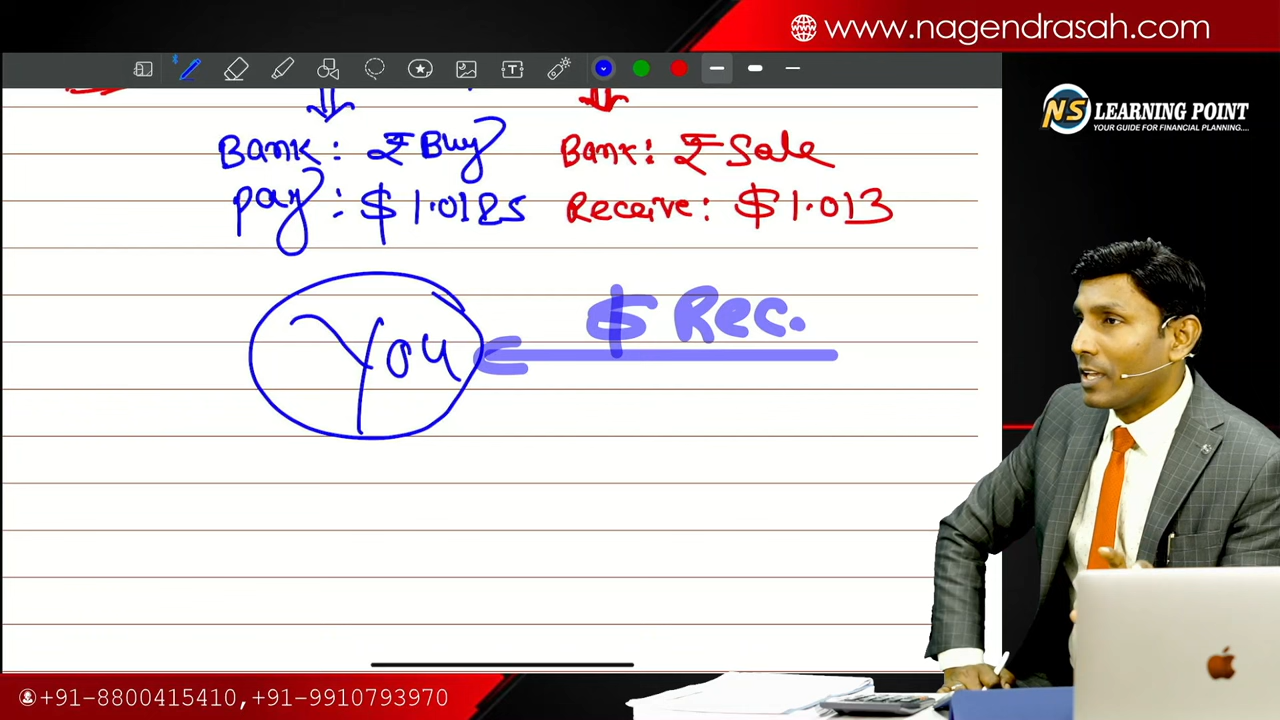 www.nagendrasah.com
NS LEARNING POINT
YOUR GUIDE FOR FINANCIAL PLANNING....
Bank: ₹ Buy
Bank: ₹ Sale
pay: $ 1.0125
Receive: $ 1.013
$ Rec.
You
+91-8800415410,+91-9910793970